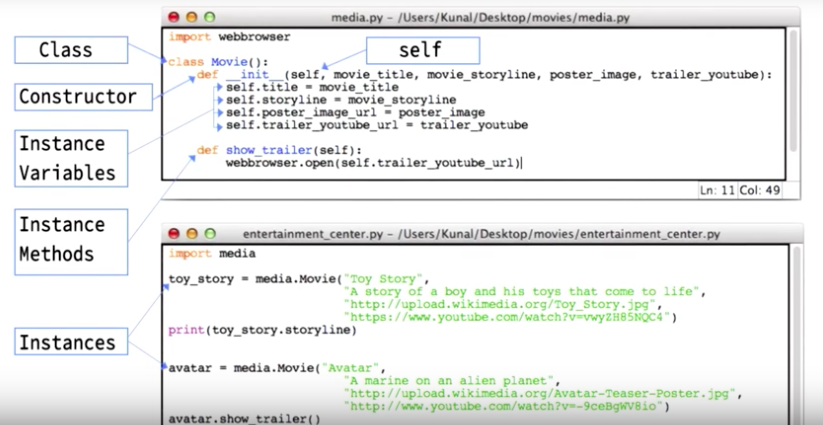 Class
Constructor
Instance
Variables
Instance
Methods
Instances
self
media.py - /Users/Kunal/Desktop/movies/media.py
import webbrowser
class Movie():
def __init__(self, movie_title, movie_storyline, poster_image, trailer_youtube):
self.title = movie_title
self.storyline = movie_storyline
self.poster_image_url = poster_image
self.trailer_youtube_url = trailer_youtube
def show_trailer(self):
webbrowser.open(self.trailer_youtube_url)
Ln: 11 Col: 49
entertainment_center.py - /Users/Kunal/Desktop/movies/entertainment_center.py
import media
toy_story = media.Movie("Toy Story",
"A story of a boy and his toys that come to life",
"http://upload.wikimedia.org/Toy_Story.jpg",
"https://www.youtube.com/watch?v=vwyZH85NQC4")
print(toy_story.storyline)
avatar = media.Movie("Avatar",
"A marine on an alien planet",
"http://upload.wikimedia.org/Avatar-Teaser-Poster.jpg",
"http://www.youtube.com/watch?v=-9ceBgWV8io")
avatar.show_trailer()